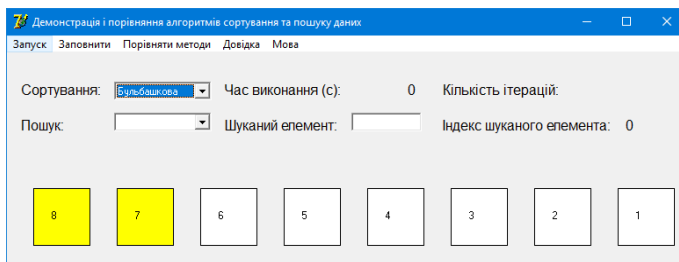 Демонстрація і порівняння алгоритмів сортування та пошуку даних
Запуск Заповнити Порівняти методи Довідка Мова
Сортування: Бульбашкова Час виконання (с): 0 Кількість ітерацій:
Пошук: Шуканий елемент: Індекс шуканого елемента: 0
8 7 6 5 4 3 2 1